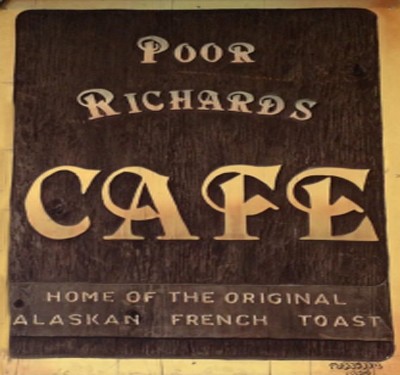 POOR
RICHARDS
CAFE
HOME OF THE ORIGINAL
ALASKAN FRENCH TOAST